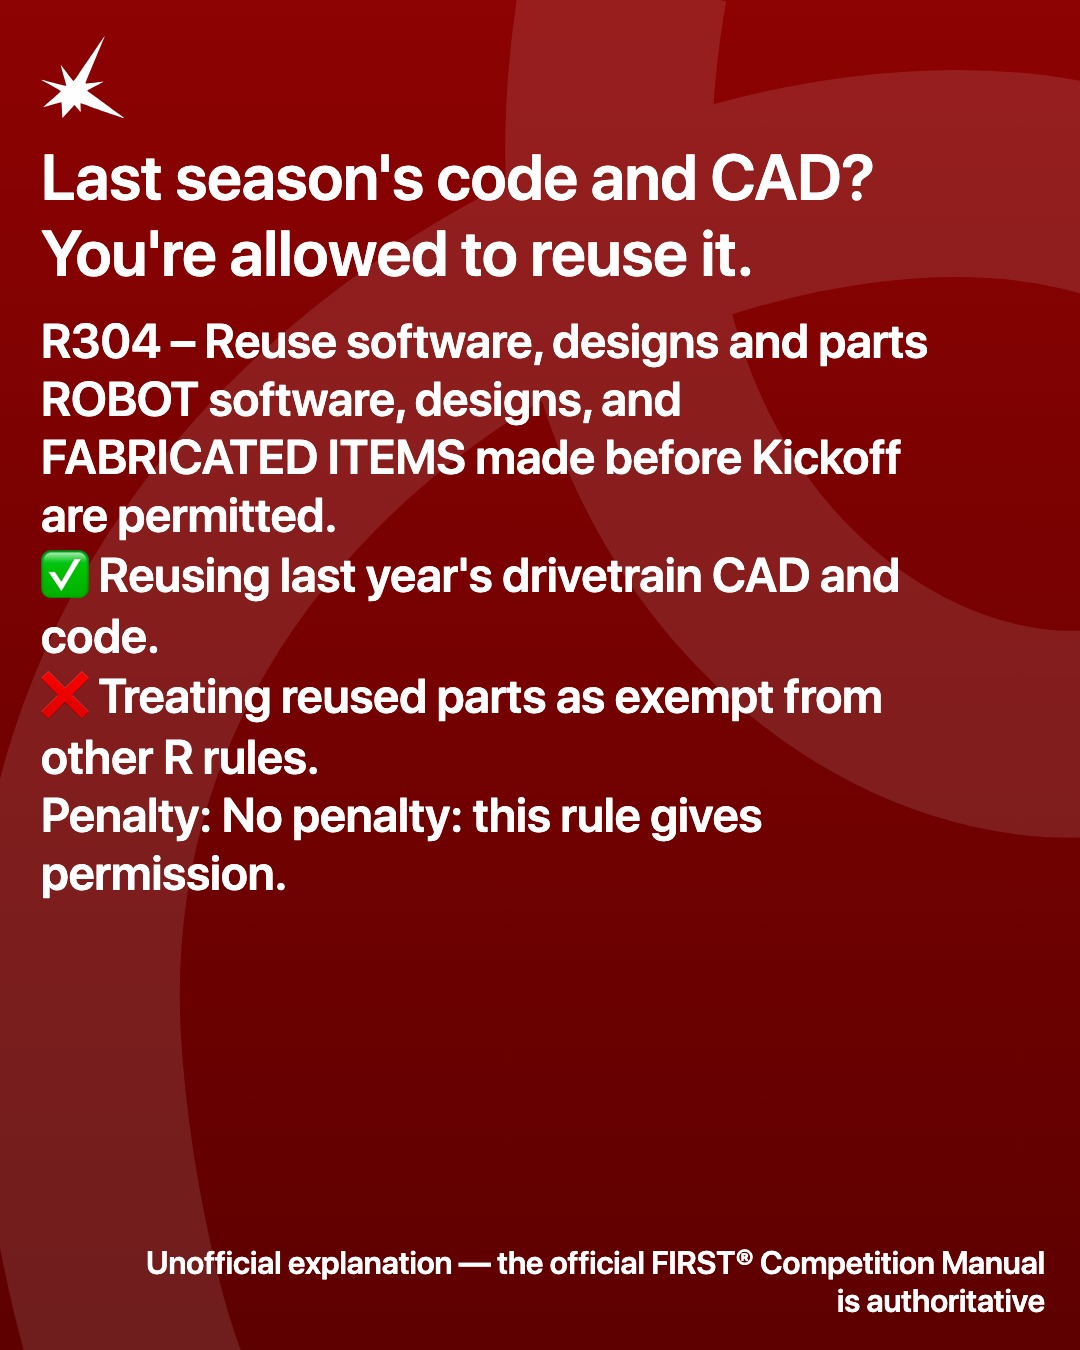 Last season's code and CAD?
You're allowed to reuse it.
R304 – Reuse software, designs and parts
ROBOT software, designs, and
FABRICATED ITEMS made before Kickoff
are permitted.
✅ Reusing last year's drivetrain CAD and
code.
❌ Treating reused parts as exempt from
other R rules.
Penalty: No penalty: this rule gives
permission.
Unofficial explanation — the official FIRST® Competition Manual
is authoritative